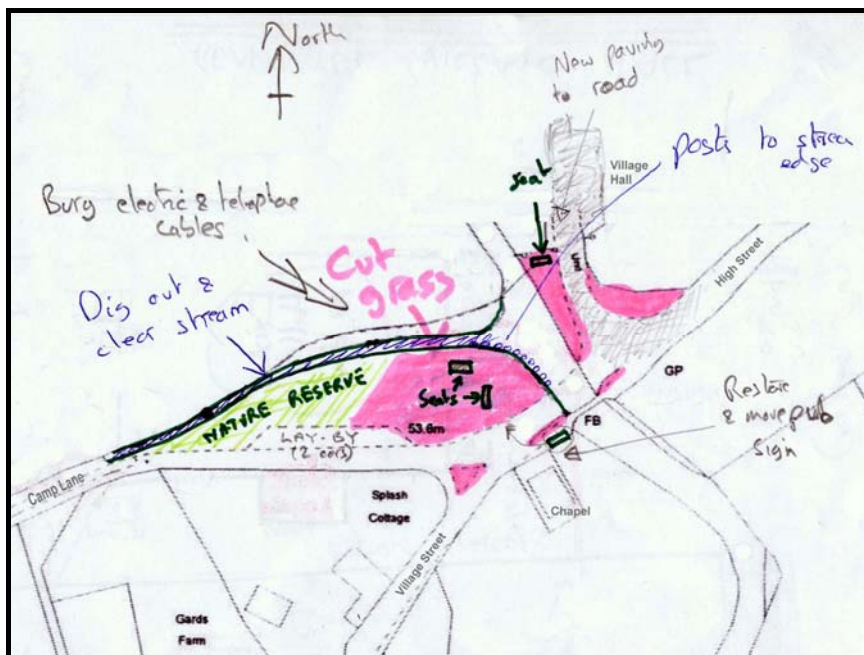 North
New paving
to road
Village
Hall
posts to stream
edge
seat
Bury electric & telephone
cables
Cut
grass
Dig out &
clear stream
High Street
NATURE RESERVE
Seats
53.6m
GP
FB
Restore
& move pub
sign
LAY-BY
(2 cars)
Camp Lane
Splash
Cottage
Chapel
Village Street
Gards
Farm